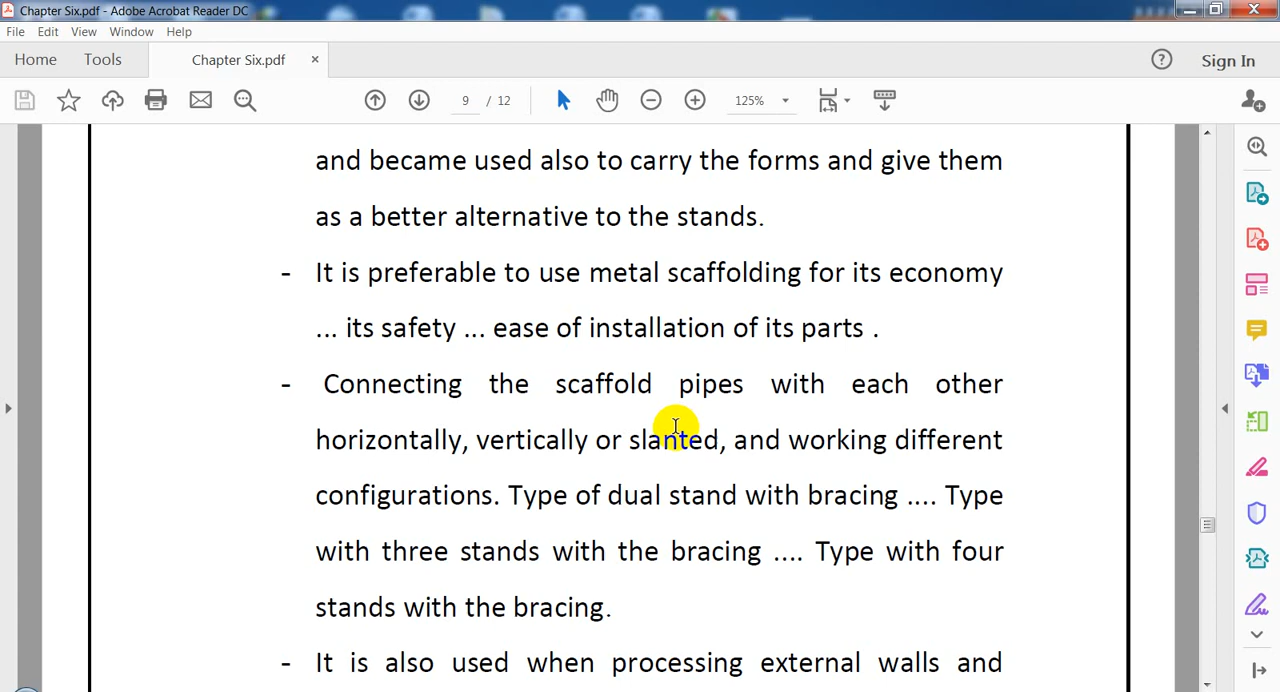 Chapter Six.pdf - Adobe Acrobat Reader DC
File Edit View Window Help
Home Tools Chapter Six.pdf × Sign In
9 / 12 125%
and became used also to carry the forms and give them
as a better alternative to the stands.
- It is preferable to use metal scaffolding for its economy
... its safety ... ease of installation of its parts .
- Connecting the scaffold pipes with each other
horizontally, vertically or slanted, and working different
configurations. Type of dual stand with bracing .... Type
with three stands with the bracing .... Type with four
stands with the bracing.
- It is also used when processing external walls and